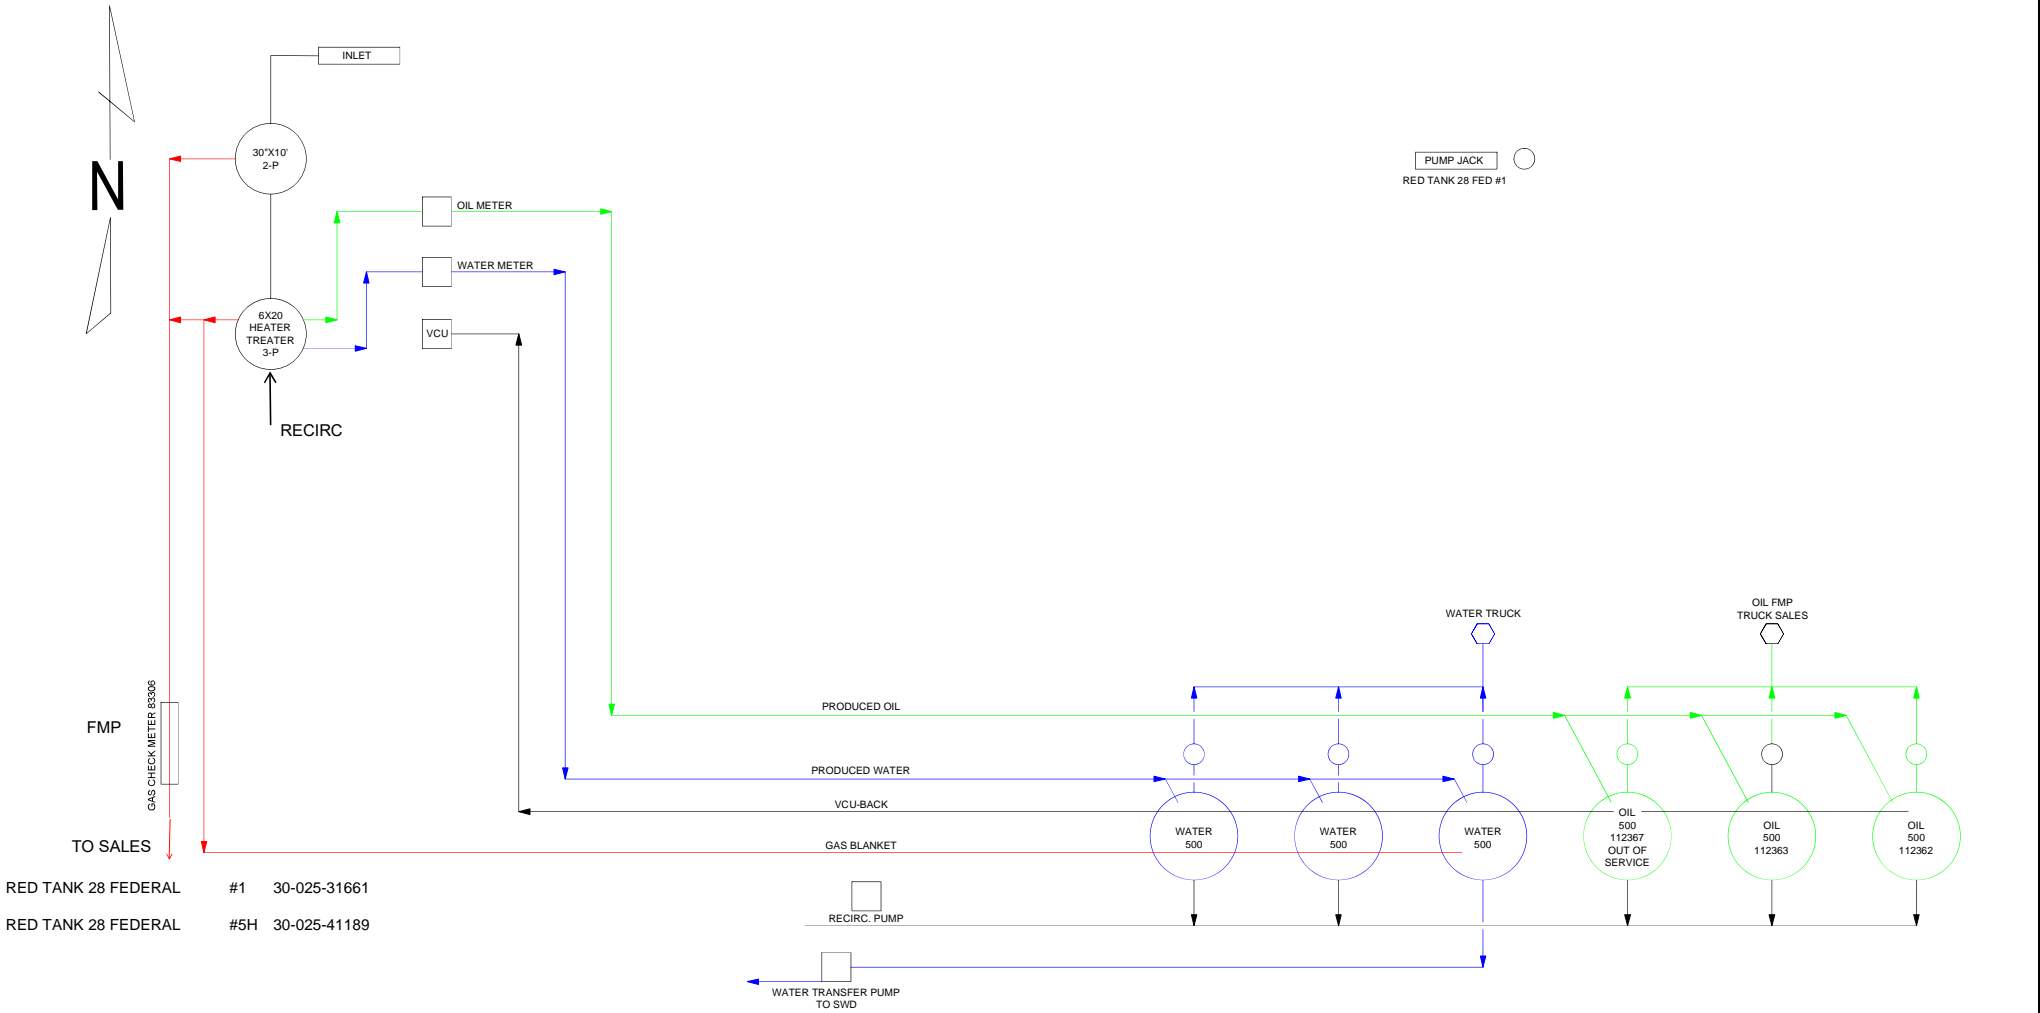 INLET
30"X10'
2-P
N
PUMP JACK
RED TANK 28 FED #1
OIL METER
WATER METER
6X20
HEATER
TREATER
3-P
VCU
RECIRC
WATER TRUCK
OIL FMP
TRUCK SALES
GAS CHECK METER 83306
FMP
PRODUCED OIL
PRODUCED WATER
VCU-BACK
WATER
500
WATER
500
WATER
500
OIL
500
112367
OUT OF
SERVICE
OIL
500
112363
OIL
500
112362
TO SALES
GAS BLANKET
RED TANK 28 FEDERAL #1 30-025-31661
RED TANK 28 FEDERAL #5H 30-025-41189
RECIRC. PUMP
WATER TRANSFER PUMP
TO SWD